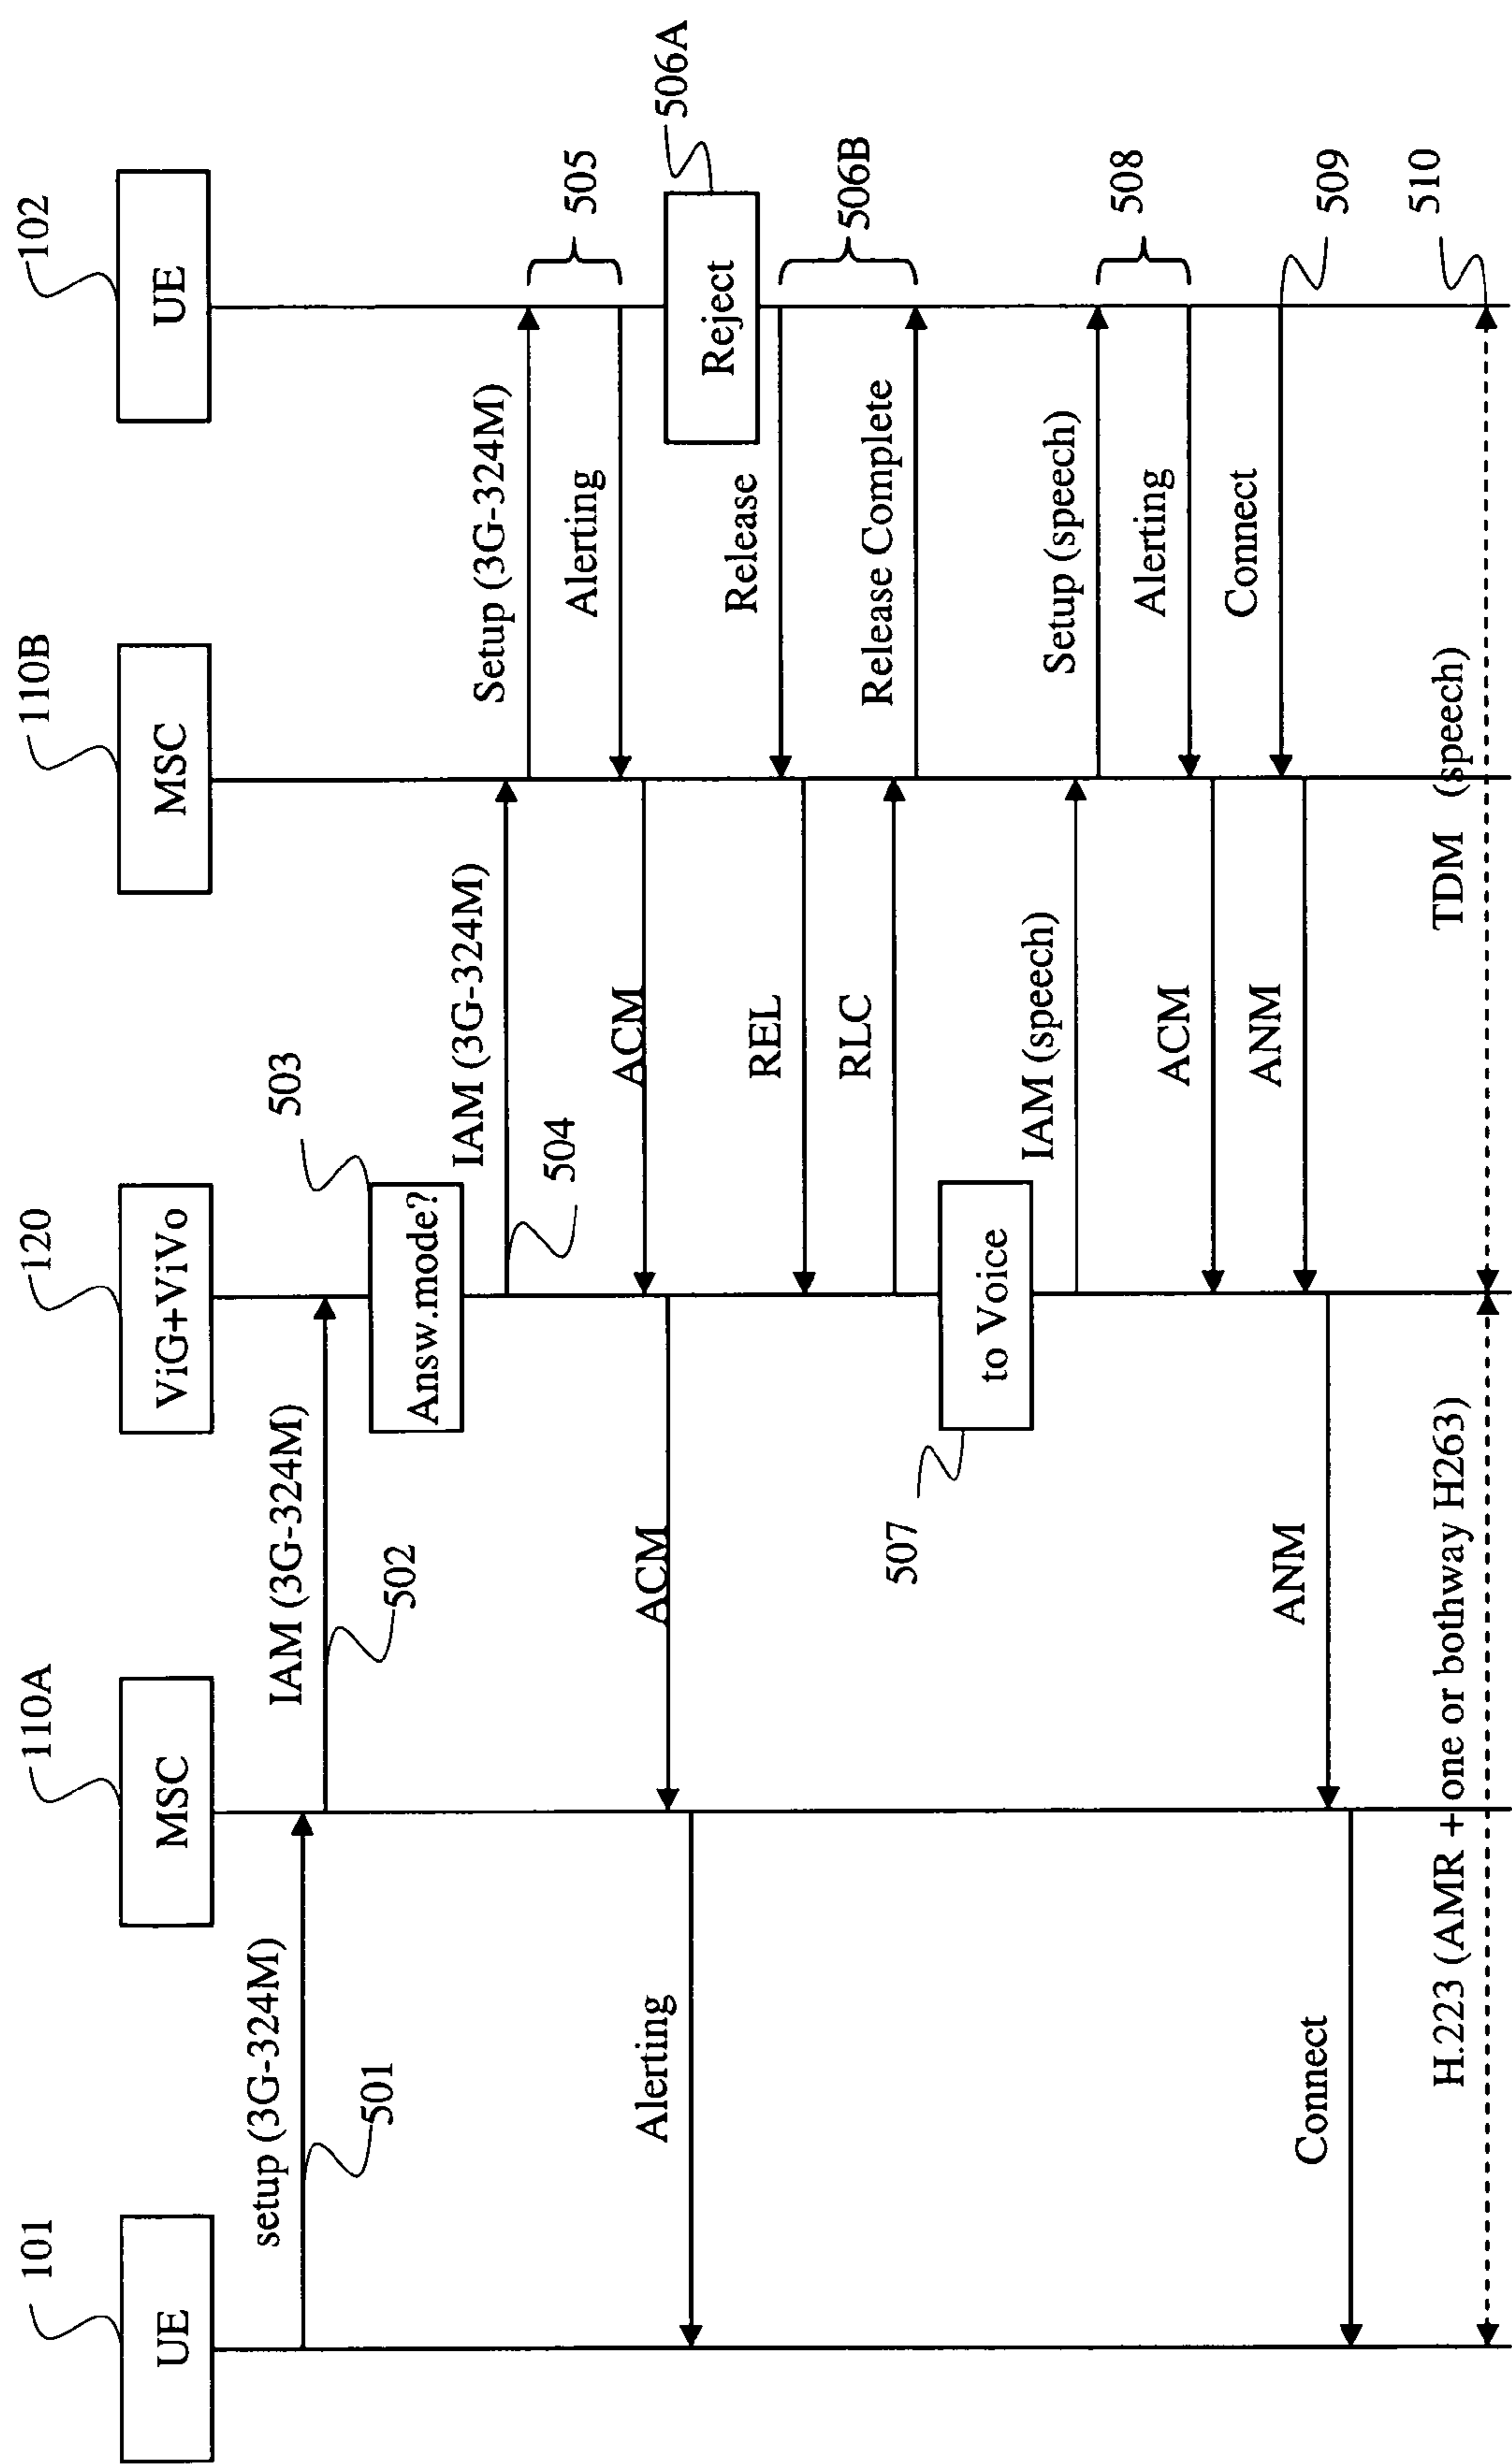 101
110A
120
110B
102
UE
MSC
ViG+ViVo
MSC
UE
setup (3G-324M)
501
IAM (3G-324M)
502
503
Answ.mode?
IAM (3G-324M)
504
Setup (3G-324M)
505
Alerting
ACM
ACM
Alerting
506A
Reject
Release
506B
REL
RLC
Release Complete
507
to Voice
IAM (speech)
Setup (speech)
508
Alerting
ACM
Connect
509
ANM
ANM
Connect
H.223 (AMR + one or bothway H263)
TDM (speech)
510